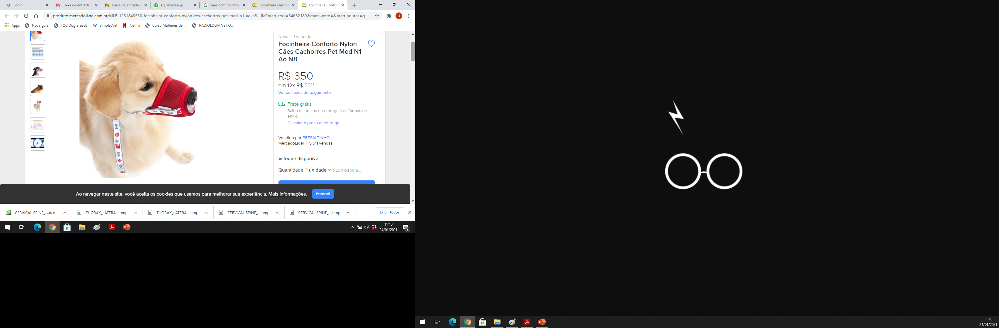 Login
Caixa de entrada (
Caixa de entrada (
(2) WhatsApp
caes com focinhei
Focinheira Plástica
Focinheira Confort
produto.mercadolivre.com.br/MLB-1231843556-focinheira-conforto-nylon-ces-cachorros-pet-med-n1-ao-n8-_JM?matt_tool=54652189&matt_word=&matt_source=g...
U
Apps
Nova guia
TOC Dog Breeds
SimplesVet
Netflix
Curso Mulheres de...
RADIOLOGIA VET O...
Novo | 1 vendido
Focinheira Conforto Nylon
Cães Cachorros Pet Med N1
Ao N8
R$ 350
em 12x R$ 33²⁵
Ver os meios de pagamento
Frete grátis
Saiba os prazos de entrega e as formas de
envio.
Calcular o prazo de entrega
Vendido por PETSALTINHO
MercadoLíder | 5.511 vendas
Estoque disponível
Quantidade: 1 unidade (12311 disponí...
Ao navegar neste site, você aceita os cookies que usamos para melhorar sua experiência. Mais informações.
Entendi
CERVICAL SPINE_....dcm
THORAX_LATERA....bmp
THORAX_LATERA....bmp
CERVICAL SPINE_....bmp
CERVICAL SPINE_....bmp
Exibir todos
11:10
24/01/2021
2
11:10
24/01/2021